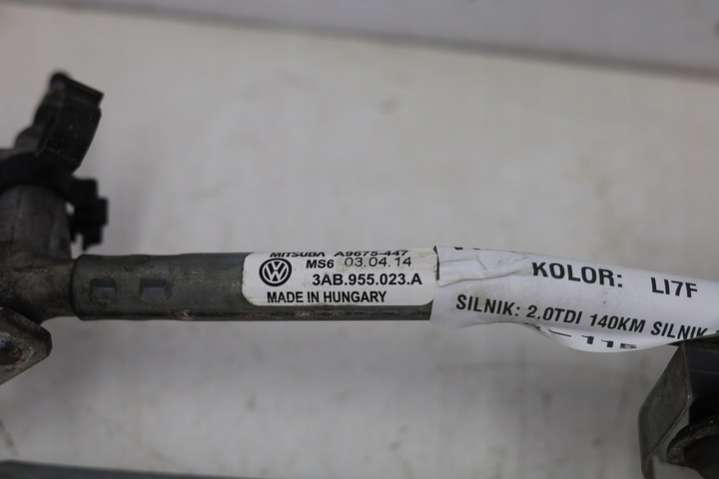 MITSUBA A9675-447
MS6 03.04.14
3AB.955.023.A
MADE IN HUNGARY
KOLOR: LI7F
SILNIK: 2.0TDI 140KM SILNIK